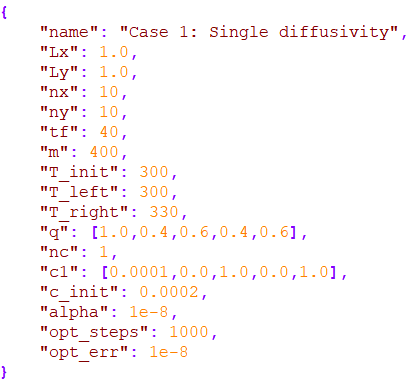 {
"name": "Case 1: Single diffusivity",
"Lx": 1.0,
"Ly": 1.0,
"nx": 10,
"ny": 10,
"tf": 40,
"m": 400,
"T_init": 300,
"T_left": 300,
"T_right": 330,
"q": [1.0,0.4,0.6,0.4,0.6],
"nc": 1,
"c1": [0.0001,0.0,1.0,0.0,1.0],
"c_init": 0.0002,
"alpha": 1e-8,
"opt_steps": 1000,
"opt_err": 1e-8
}